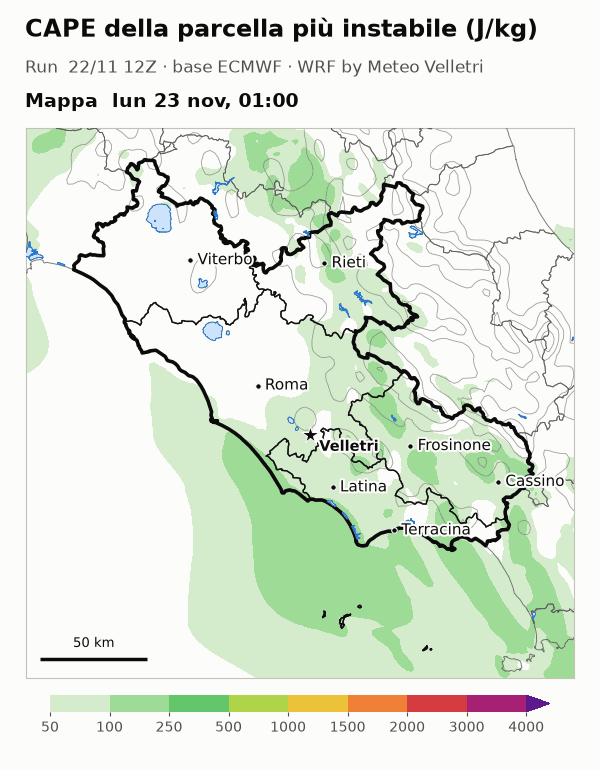 CAPE della parcella più instabile (J/kg)
Run  22/11 12Z · base ECMWF · WRF by Meteo Velletri
Mappa  lun 23 nov, 01:00
Viterbo
Rieti
Roma
Velletri
Frosinone
Cassino
Latina
Terracina
50 km
50 100 250 500 1000 1500 2000 3000 4000